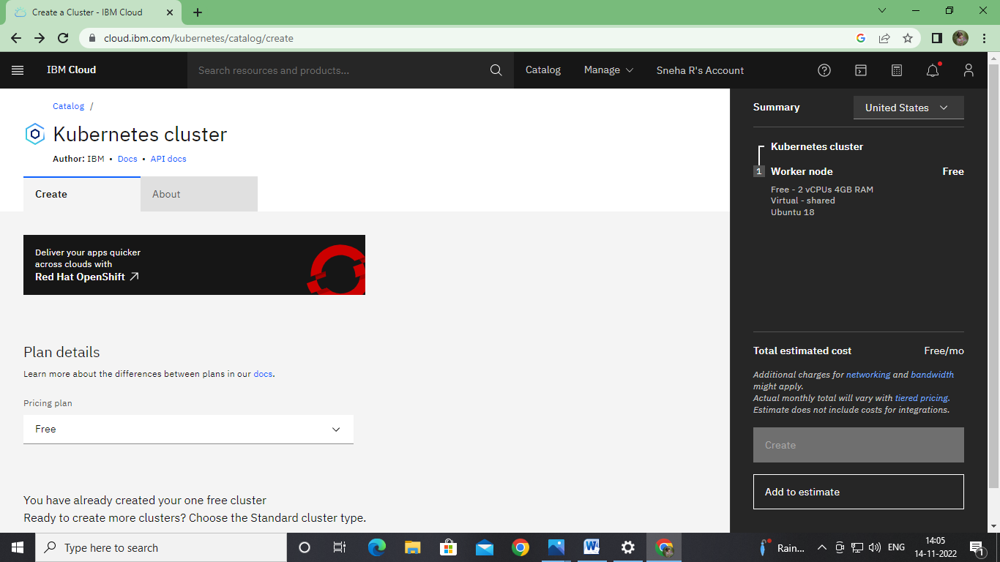 Create a Cluster - IBM Cloud
cloud.ibm.com/kubernetes/catalog/create
IBM Cloud
Search resources and products...
Catalog
Manage
Sneha R's Account
Catalog /
Kubernetes cluster
Author: IBM • Docs • API docs
Create
About
Deliver your apps quicker
across clouds with
Red Hat OpenShift
Plan details
Learn more about the differences between plans in our docs.
Pricing plan
Free
You have already created your one free cluster
Ready to create more clusters? Choose the Standard cluster type.
Summary
United States
Kubernetes cluster
1 Worker node Free
Free - 2 vCPUs 4GB RAM
Virtual - shared
Ubuntu 18
Total estimated cost Free/mo
Additional charges for networking and bandwidth
might apply.
Actual monthly total will vary with tiered pricing.
Estimate does not include costs for integrations.
Create
Add to estimate
Type here to search
Rain...
ENG
14:05
14-11-2022
1